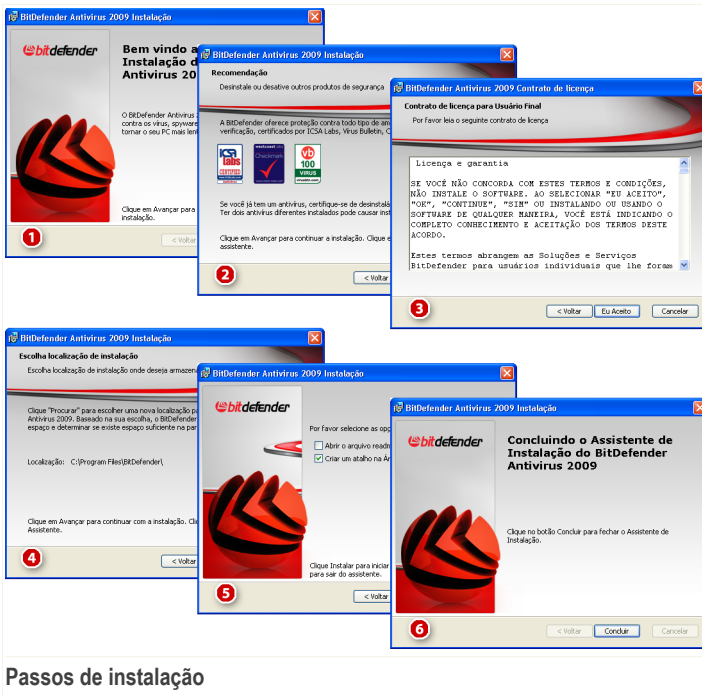 BitDefender Antivirus 2009 Instalação
bitdefender
Bem vindo a
Instalação d
Antivirus 20
O BitDefender Antivirus 2
contra os vírus, spyware
tornar o seu PC mais len
Clique em Avançar para
instalação.
1
< Voltar
BitDefender Antivirus 2009 Instalação
Recomendação
Desinstale ou desative outros produtos de segurança
A BitDefender oferece proteção contra todo tipo de am
verificação, certificados por ICSA Labs, Virus Bulletin, C
ICSA labs
CERTIFIED
westcoast labs
Checkmark
vb
100
VIRUS
virusbtn.com
Se você já tem um antivírus, certifique-se de desinstalá
Ter dois antivirus diferentes instalados pode causar inst
Clique em Avançar para continuar a instalação. Clique e
assistente.
2
< Voltar
BitDefender Antivirus 2009 Contrato de licença
Contrato de licença para Usuário Final
Por favor leia o seguinte contrato de licença
Licença e garantia
SE VOCÊ NÃO CONCORDA COM ESTES TERMOS E CONDIÇÕES,
NÃO INSTALE O SOFTWARE. AO SELECIONAR "EU ACEITO",
"OK", "CONTINUE", "SIM" OU INSTALANDO OU USANDO O
SOFTWARE DE QUALQUER MANEIRA, VOCÊ ESTÁ INDICANDO O
COMPLETO CONHECIMENTO E ACEITAÇÃO DOS TERMOS DESTE
ACORDO.
Estes termos abrangem as Soluções e Serviços
BitDefender para usuários individuais que lhe foram
3
< Voltar
Eu Aceito
Cancelar
BitDefender Antivirus 2009 Instalação
Escolha localização de instalação
Escolha localização de instalação onde deseja armazen
Clique "Procurar" para escolher uma nova localização pa
Antivirus 2009. Baseado na sua escolha, o BitDefender
espaço e determinar se existe espaço suficiente na par
Localização: C:\Program Files\BitDefender\
Clique em Avançar para continuar com a instalação. Cli
Assistente.
4
< Voltar
BitDefender Antivirus 2009 Instalação
bitdefender
Por favor selecione as opç
Abrir o arquivo readm
Criar um atalho na Ár
Clique Instalar para iniciar
para sair do assistente.
5
< Voltar
BitDefender Antivirus 2009 Instalação
bitdefender
Concluindo o Assistente de
Instalação do BitDefender
Antivirus 2009
Clique no botão Concluir para fechar o Assistente de
Instalação.
6
< Voltar
Concluir
Cancelar
Passos de instalação